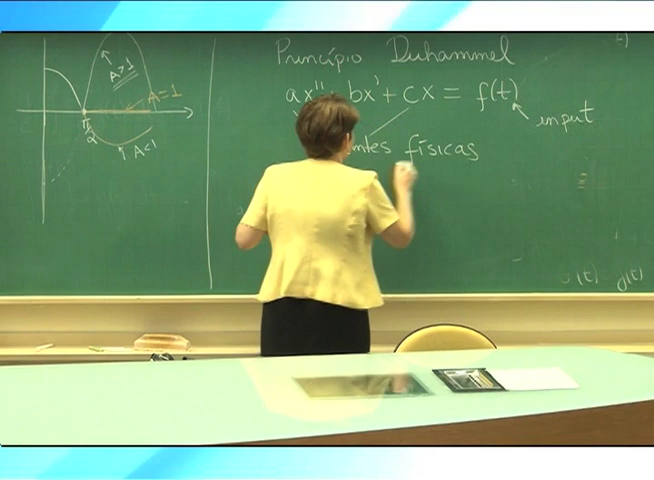 Princípio Duhammel
ax'' bx' + cx = f(t)
input
físicas
A>1
A=1
π/2
A<1
(t) g(t)